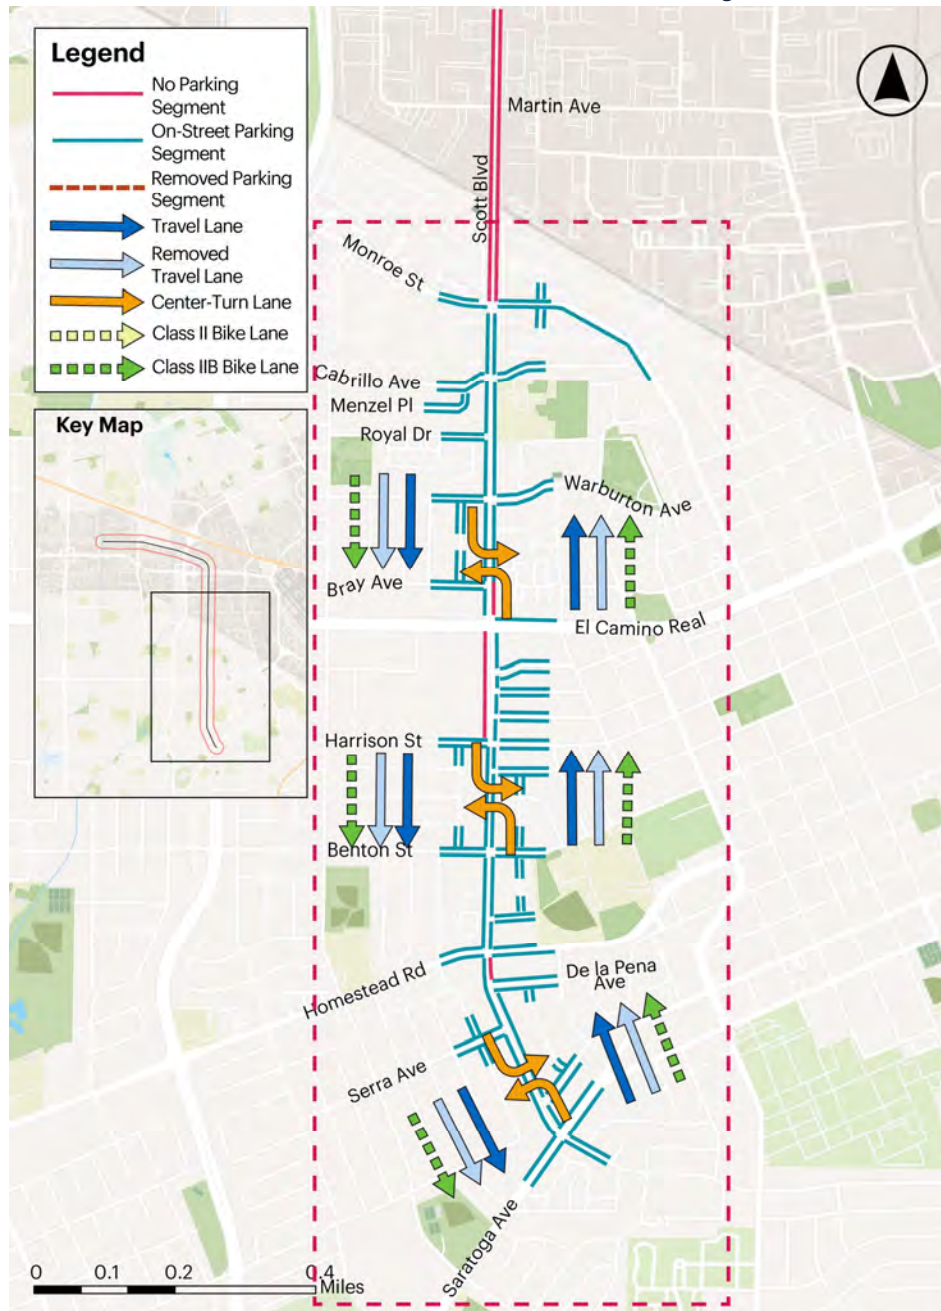 Legend
No Parking
Segment
On-Street Parking
Segment
Removed Parking
Segment
Travel Lane
Removed
Travel Lane
Center-Turn Lane
Class II Bike Lane
Class IIB Bike Lane
Martin Ave
Scott Blvd
Monroe St
Cabrillo Ave
Menzel Pl
Royal Dr
Key Map
Warburton Ave
Bray Ave
El Camino Real
Harrison St
Benton St
Homestead Rd
De la Pena
Ave
Serra Ave
Saratoga Ave
0 0.1 0.2 0.4
Miles